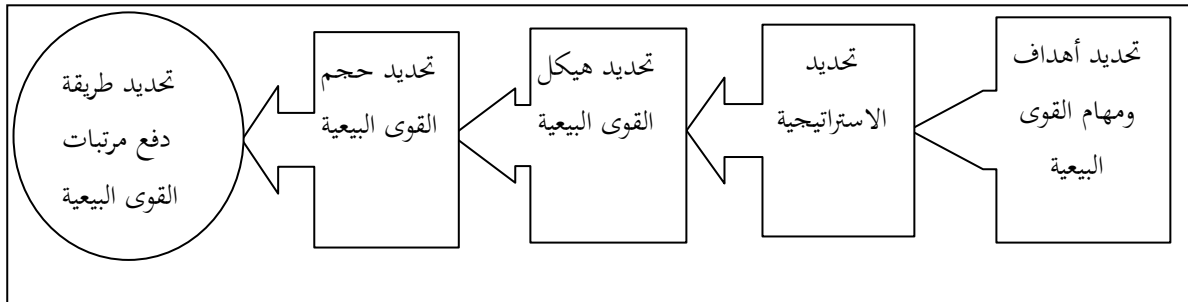 تحديد أهداف
ومهام القوى
البيعية
تحديد
الاستراتيجية
تحديد هيكل
القوى البيعية
تحديد حجم
القوى البيعية
تحديد طريقة
دفع مرتبات
القوى البيعية